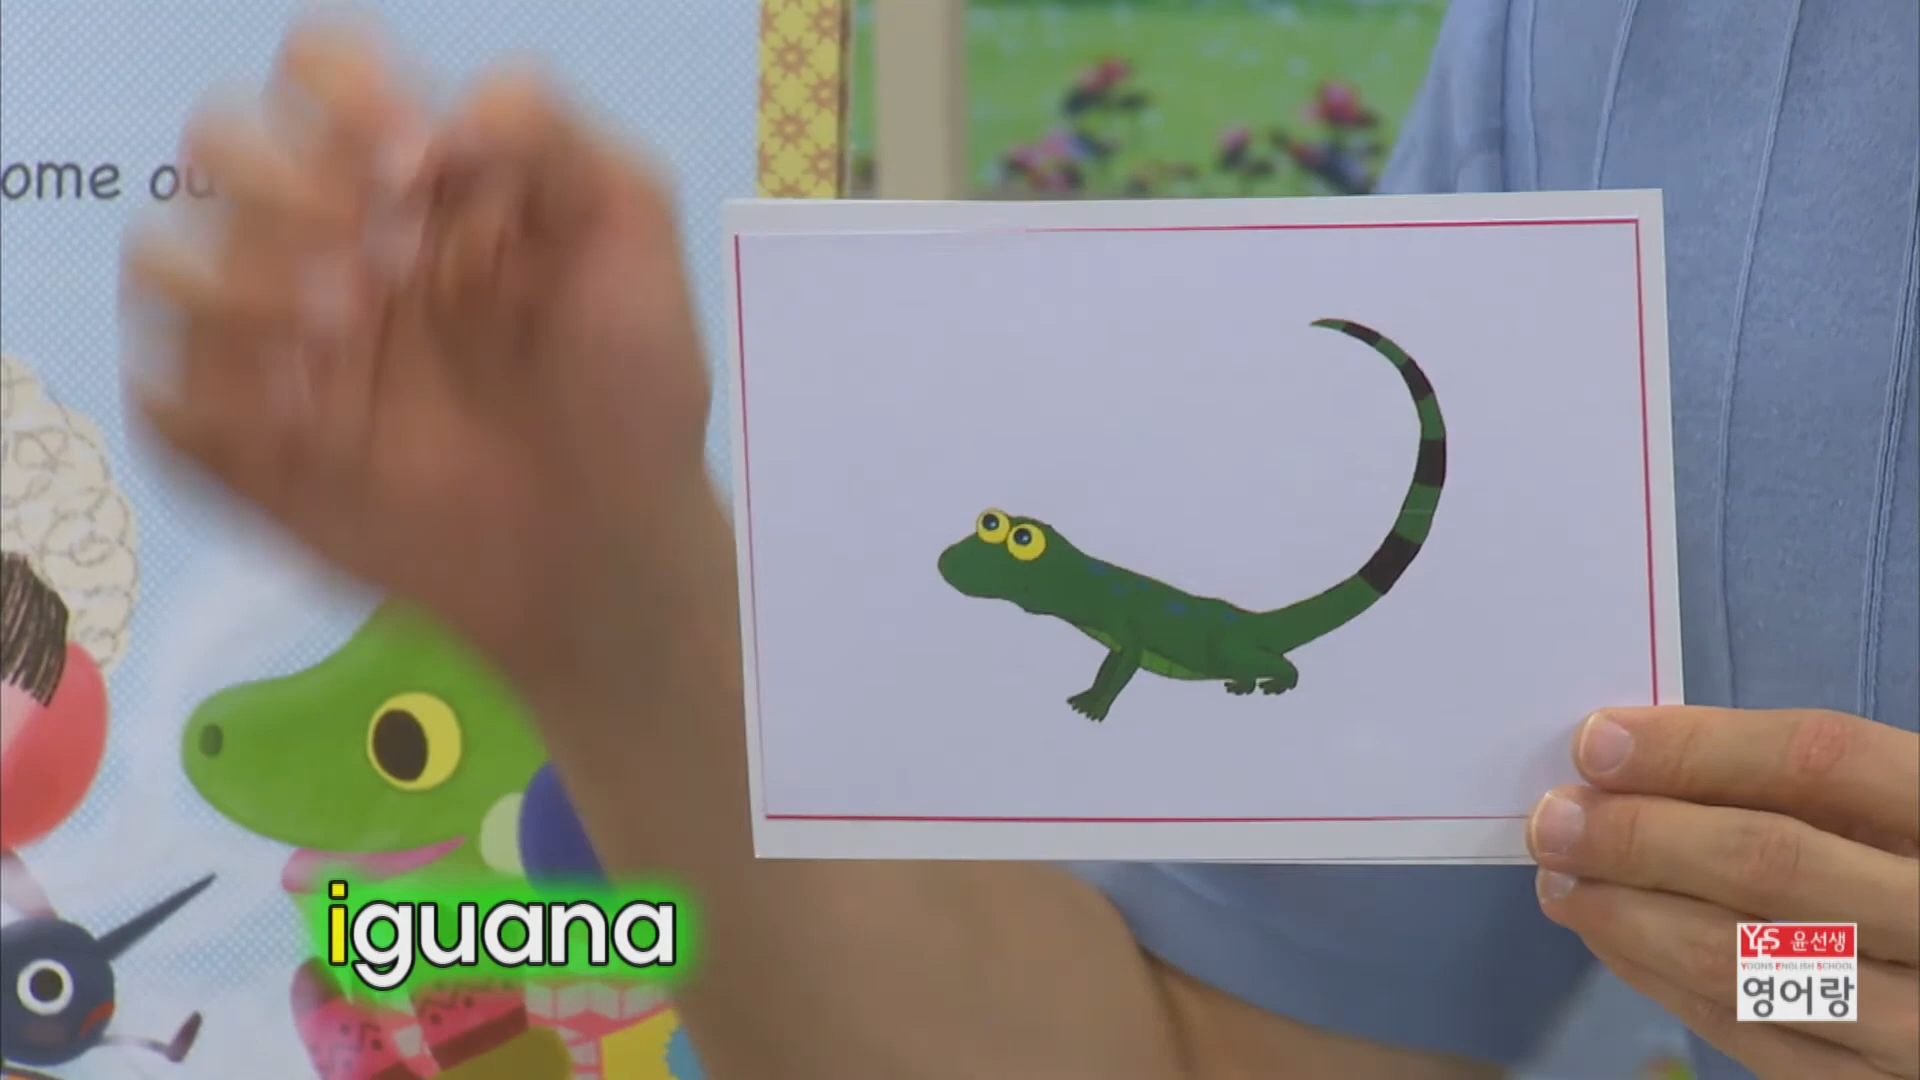 ome ou
iguana
YES 윤선생
YOONS ENGLISH SCHOOL
영어랑